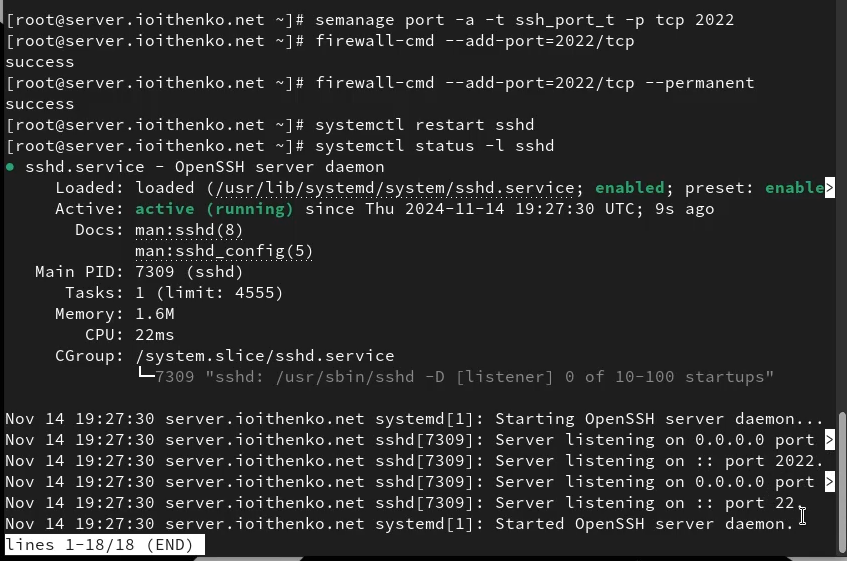 [root@server.ioithenko.net ~]# semanage port -a -t ssh_port_t -p tcp 2022
[root@server.ioithenko.net ~]# firewall-cmd --add-port=2022/tcp
success
[root@server.ioithenko.net ~]# firewall-cmd --add-port=2022/tcp --permanent
success
[root@server.ioithenko.net ~]# systemctl restart sshd
[root@server.ioithenko.net ~]# systemctl status -l sshd
● sshd.service - OpenSSH server daemon
     Loaded: loaded (/usr/lib/systemd/system/sshd.service; enabled; preset: enable>
     Active: active (running) since Thu 2024-11-14 19:27:30 UTC; 9s ago
       Docs: man:sshd(8)
             man:sshd_config(5)
   Main PID: 7309 (sshd)
      Tasks: 1 (limit: 4555)
     Memory: 1.6M
        CPU: 22ms
     CGroup: /system.slice/sshd.service
             └─7309 "sshd: /usr/sbin/sshd -D [listener] 0 of 10-100 startups"
Nov 14 19:27:30 server.ioithenko.net systemd[1]: Starting OpenSSH server daemon...
Nov 14 19:27:30 server.ioithenko.net sshd[7309]: Server listening on 0.0.0.0 port >
Nov 14 19:27:30 server.ioithenko.net sshd[7309]: Server listening on :: port 2022.
Nov 14 19:27:30 server.ioithenko.net sshd[7309]: Server listening on 0.0.0.0 port >
Nov 14 19:27:30 server.ioithenko.net sshd[7309]: Server listening on :: port 22.
Nov 14 19:27:30 server.ioithenko.net systemd[1]: Started OpenSSH server daemon.
lines 1-18/18 (END)